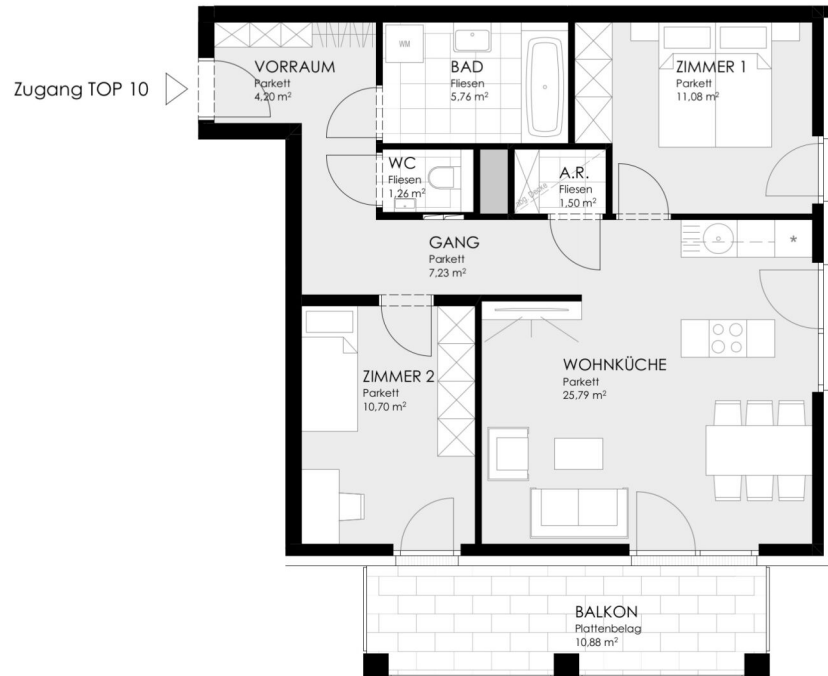 Zugang TOP 10
VORRAUM
Parkett
4,20 m²
WM
BAD
Fliesen
5,76 m²
ZIMMER 1
Parkett
11,08 m²
WC
Fliesen
1,26 m²
A.R.
Fliesen
1,50 m²
abg. Decke
GANG
Parkett
7,23 m²
*
ZIMMER 2
Parkett
10,70 m²
WOHNKÜCHE
Parkett
25,79 m²
BALKON
Plattenbelag
10,88 m²